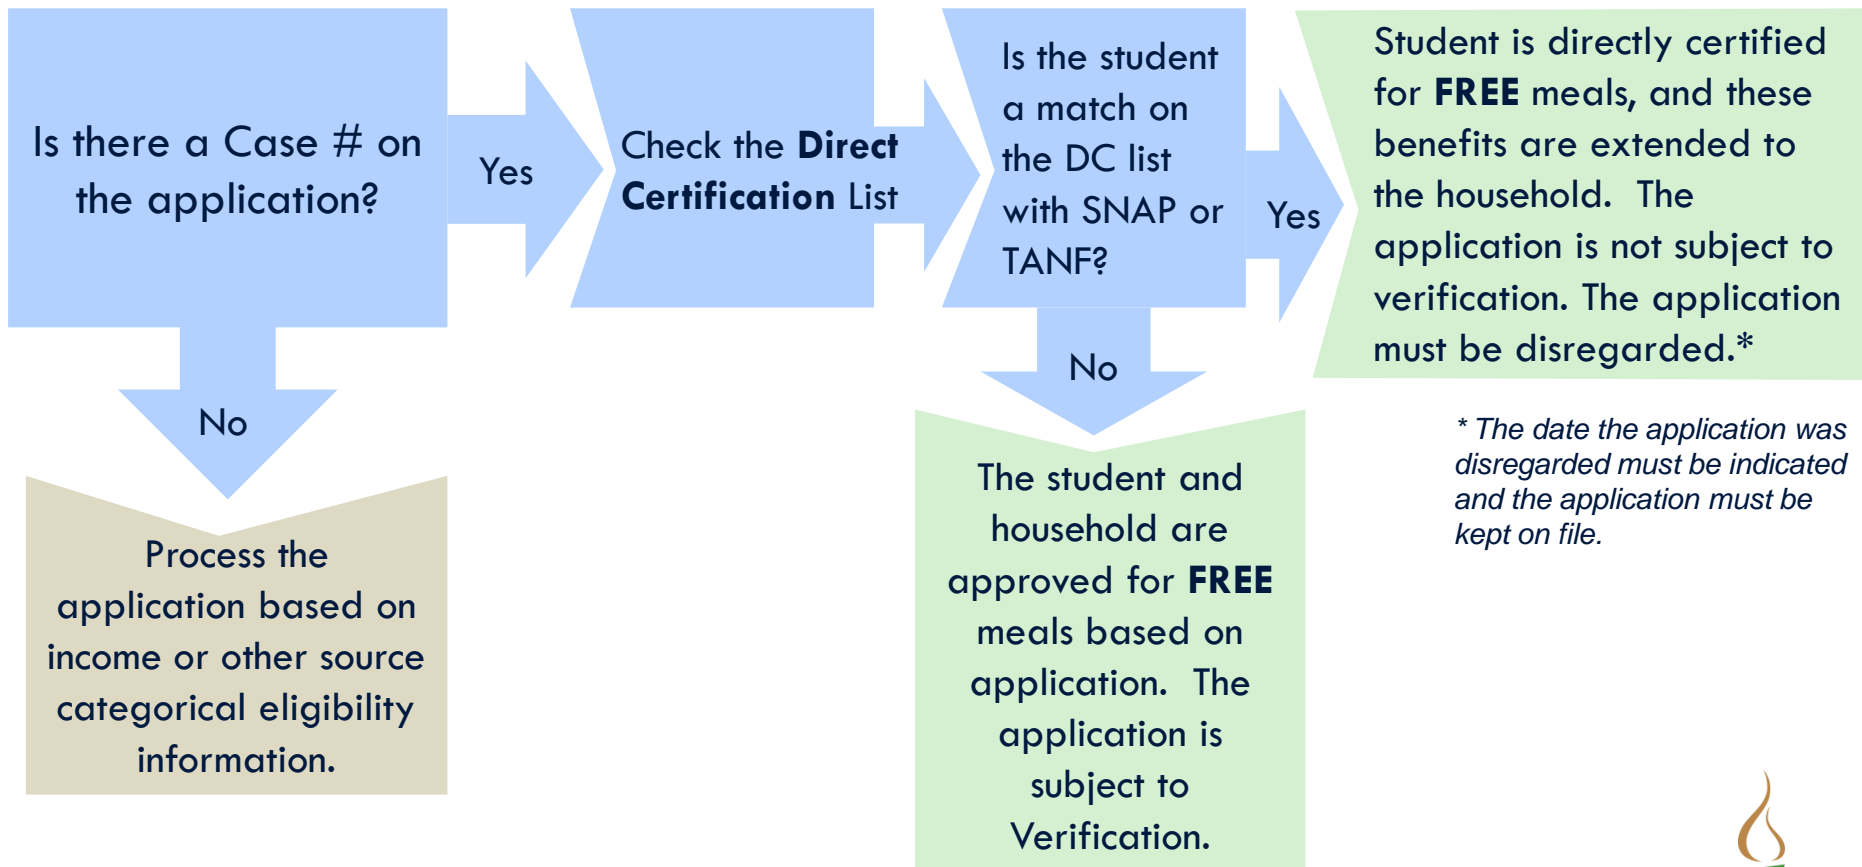 Is there a Case # on
the application?
Yes
Check the Direct
Certification List
Is the student
a match on
the DC list
with SNAP or
TANF?
Yes
Student is directly certified
for FREE meals, and these
benefits are extended to
the household. The
application is not subject to
verification. The application
must be disregarded.*
* The date the application was
disregarded must be indicated
and the application must be
kept on file.
No
Process the
application based on
income or other source
categorical eligibility
information.
No
The student and
household are
approved for FREE
meals based on
application. The
application is
subject to
Verification.